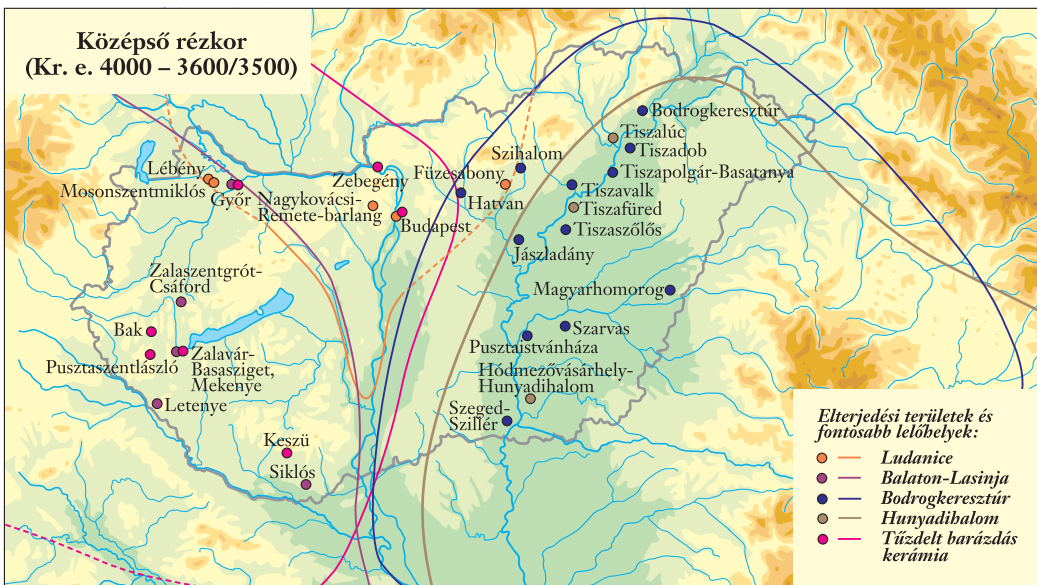 Középső rézkor
(Kr. e. 4000 – 3600/3500)
Bodrogkeresztúr
Tiszalúc
Tiszadob
Szihalom
Lébény
Zebegény
Füzesabony
Tiszapolgár-Basatanya
Mosonszentmiklós
Győr
Nagykovácsi-
Remete-barlang
Hatvan
Tiszavalk
Tiszafüred
Budapest
Tiszaszőlős
Jászladány
Zalaszentgrót-
Csáford
Magyarhomorog
Bak
Szarvas
Pusztaistvánháza
Pusztaszentlászló
Zalavár-
Basasziget,
Mekenye
Hódmezővásárhely-
Hunyadihalom
Letenye
Szeged-
Szillér
Keszü
Siklós
Elterjedési területek és
fontosabb lelőhelyek:
Ludanice
Balaton-Lasinja
Bodrogkeresztúr
Hunyadihalom
Tűzdelt barázdás
kerámia